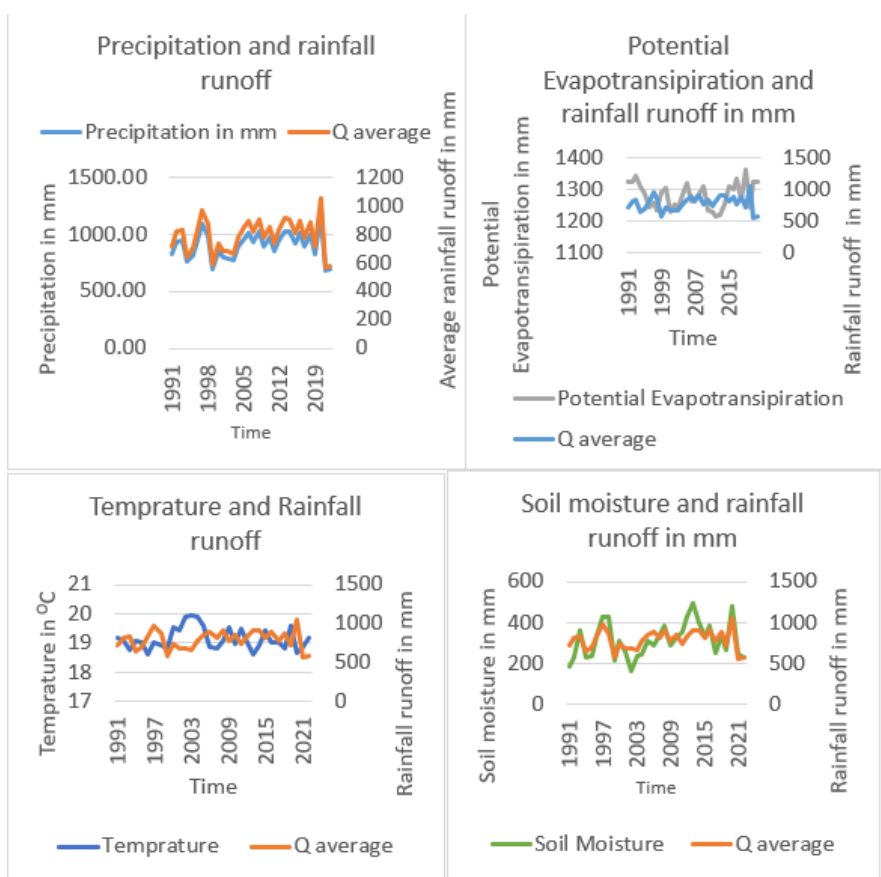 Precipitation and rainfall
runoff
Precipitation in mm
Q average
Precipitation in mm
1500.00
1000.00
500.00
0.00
1200
1000
800
600
400
200
0
Average raninfall runoff in mm
1991
1998
2005
2012
2019
Time
Potential
Evapotransipiration and
rainfall runoff in mm
Potential
Evapotranspiration in mm
1400
1300
1200
1100
1500
1000
500
0
Rainfall runoff in mm
1991
1999
2007
2015
Time
Potential Evapotransipiration
Q average
Temprature and Rainfall
runoff
Temprature in ⁰C
21
20
19
18
17
1500
1000
500
0
Rainfall runoff in mm
1991
1997
2003
2009
2015
2021
Time
Temprature
Q average
Soil moisture and rainfall
runoff in mm
Soil moisture in mm
600
400
200
0
1500
1000
500
0
Rainfall runoff in mm
1991
1997
2003
2009
2015
2021
Time
Soil Moisture
Q average